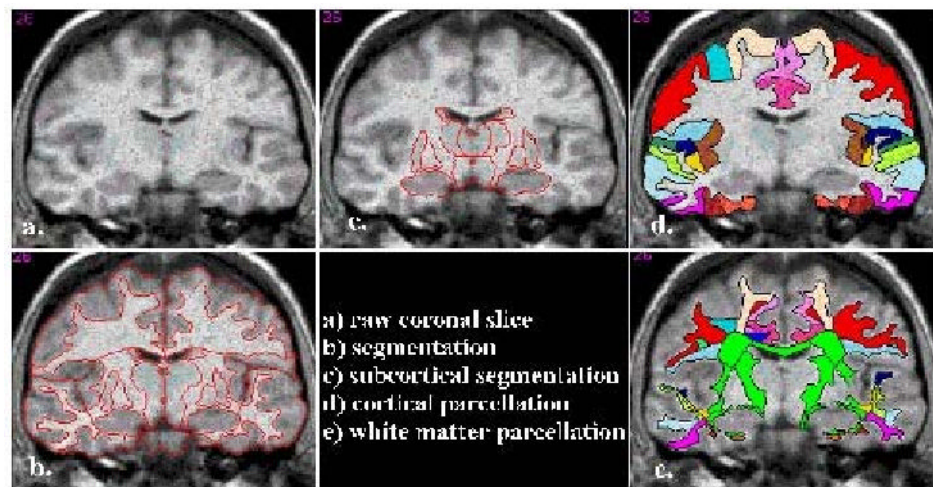 26
26
26
a.
c.
d.
26
26
a) raw coronal slice
b) segmentation
c) subcortical segmentation
d) cortical parcellation
e) white matter parcellation
b.
e.